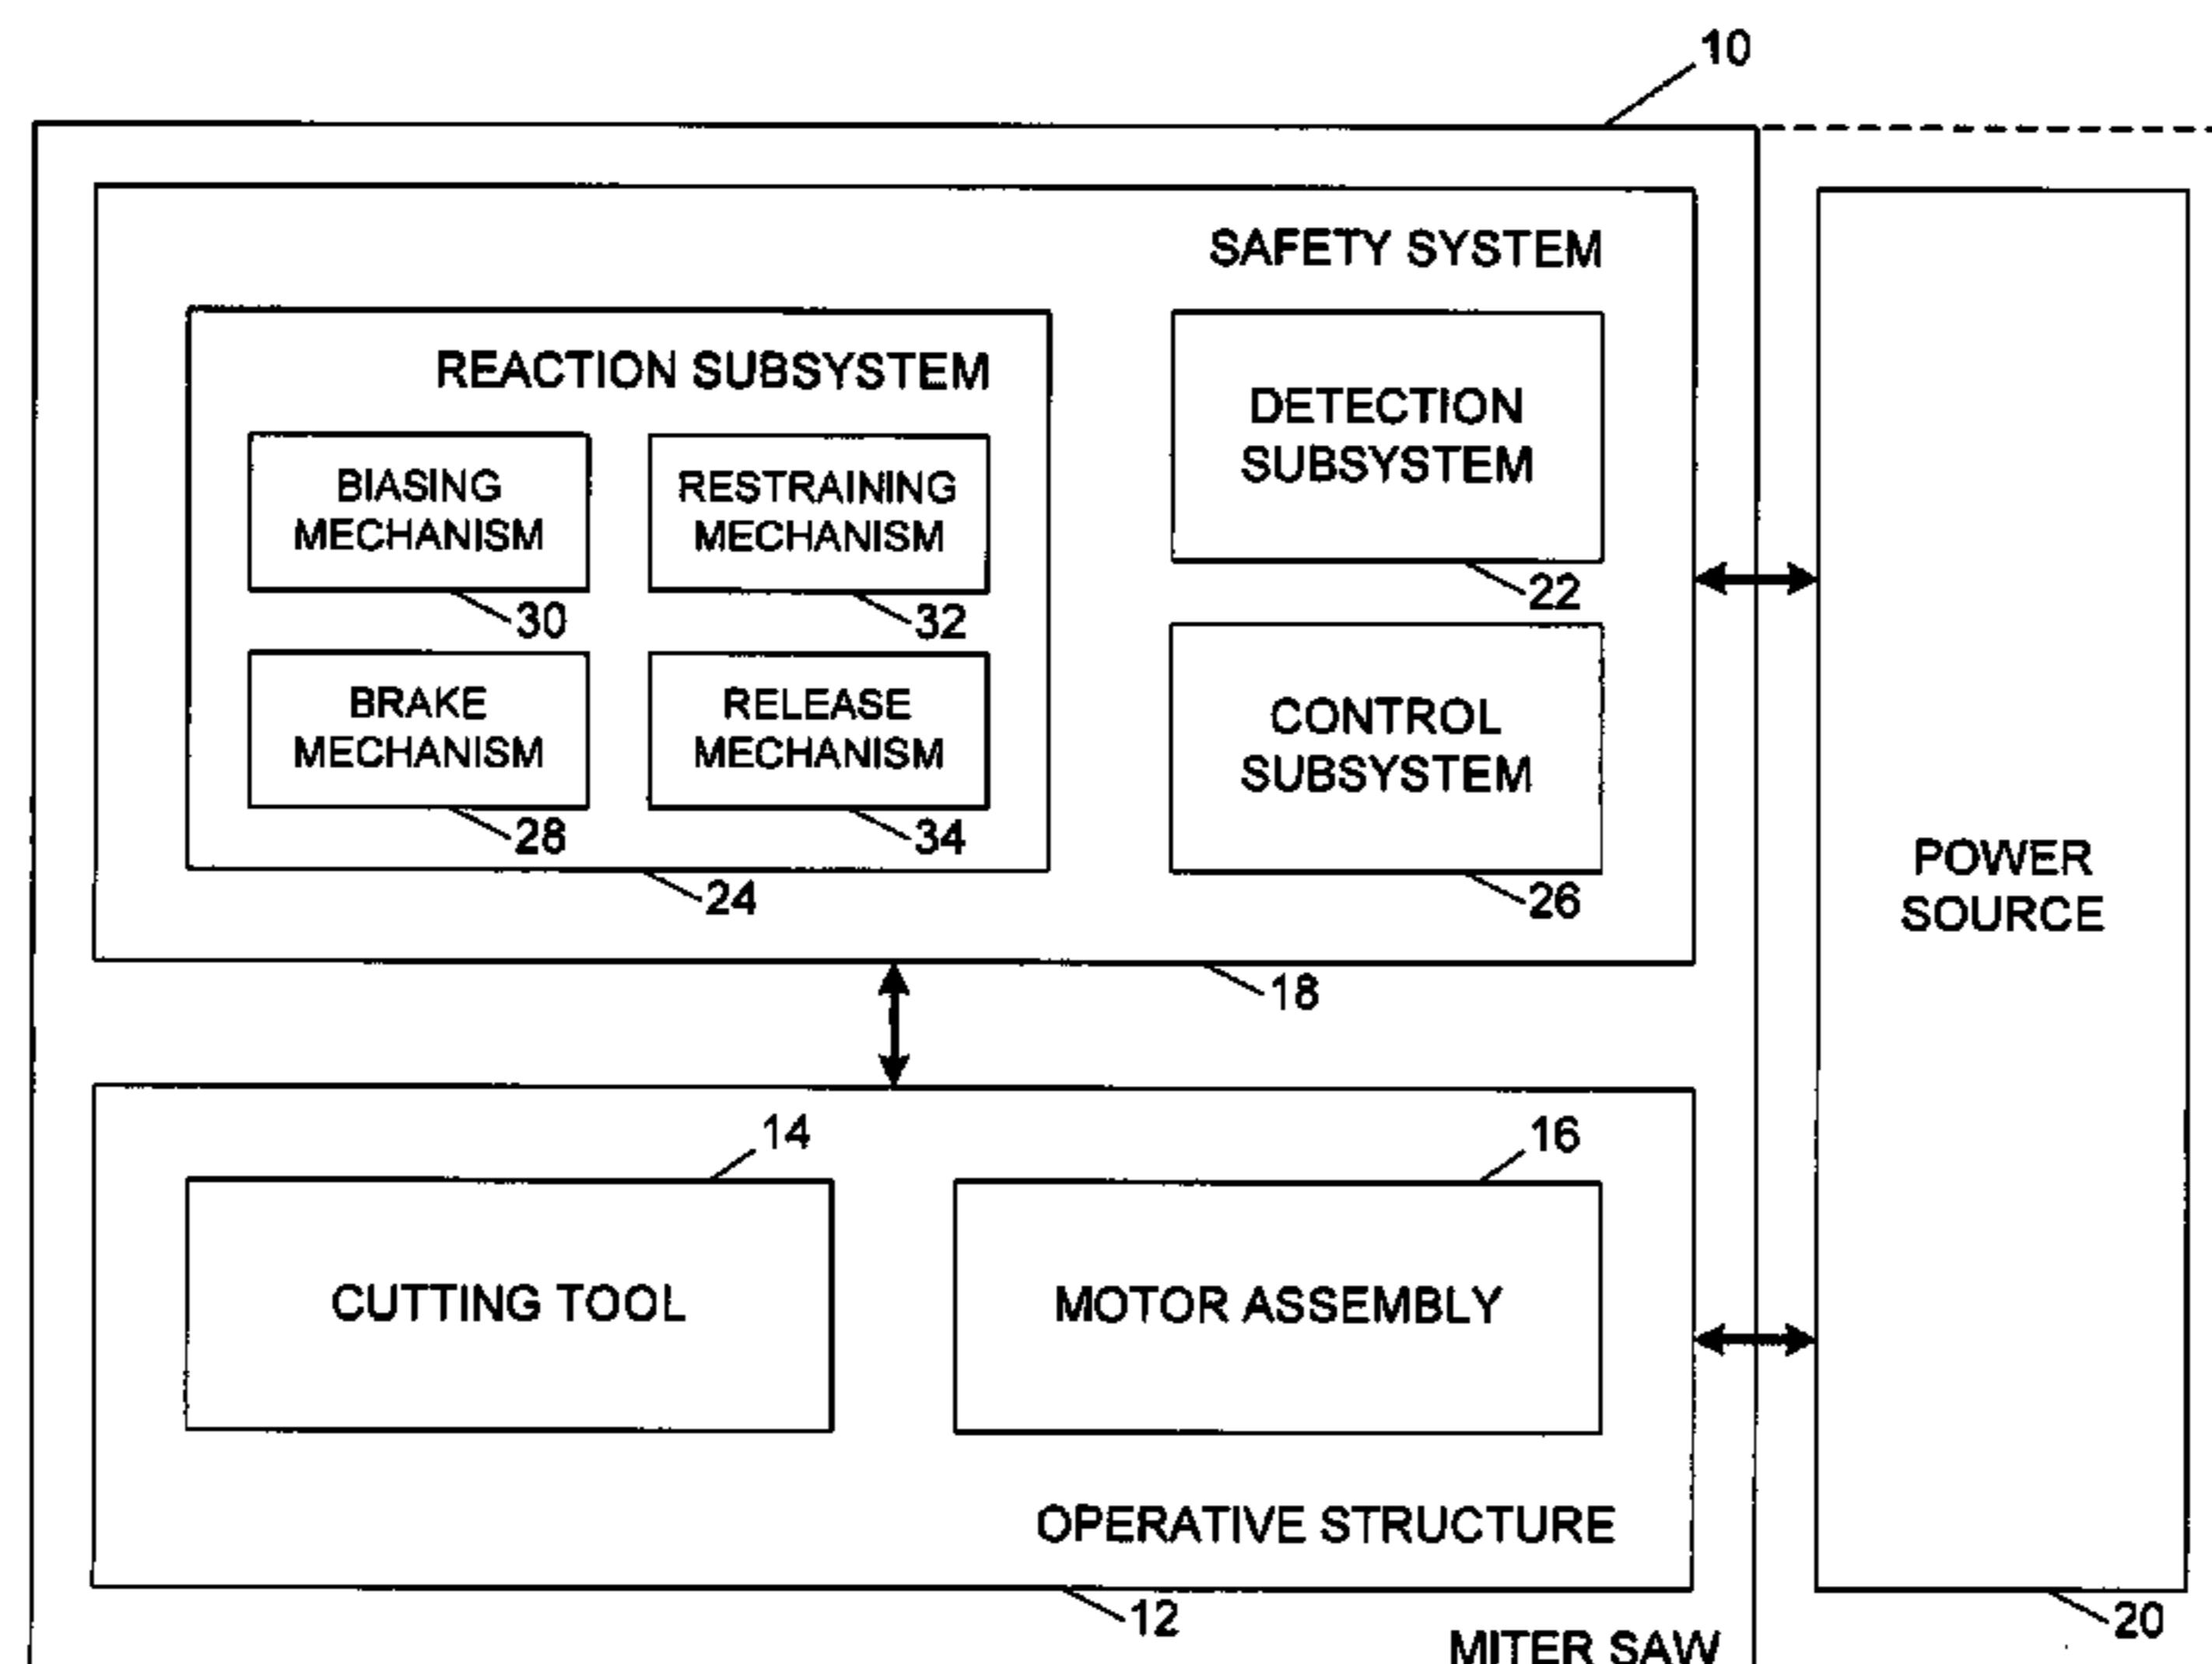 10
SAFETY SYSTEM
REACTION SUBSYSTEM
BIASING
MECHANISM
30
RESTRAINING
MECHANISM
32
BRAKE
MECHANISM
28
RELEASE
MECHANISM
34
24
DETECTION
SUBSYSTEM
22
CONTROL
SUBSYSTEM
26
18
POWER
SOURCE
20
14
CUTTING TOOL
16
MOTOR ASSEMBLY
OPERATIVE STRUCTURE
12
MITER SAW